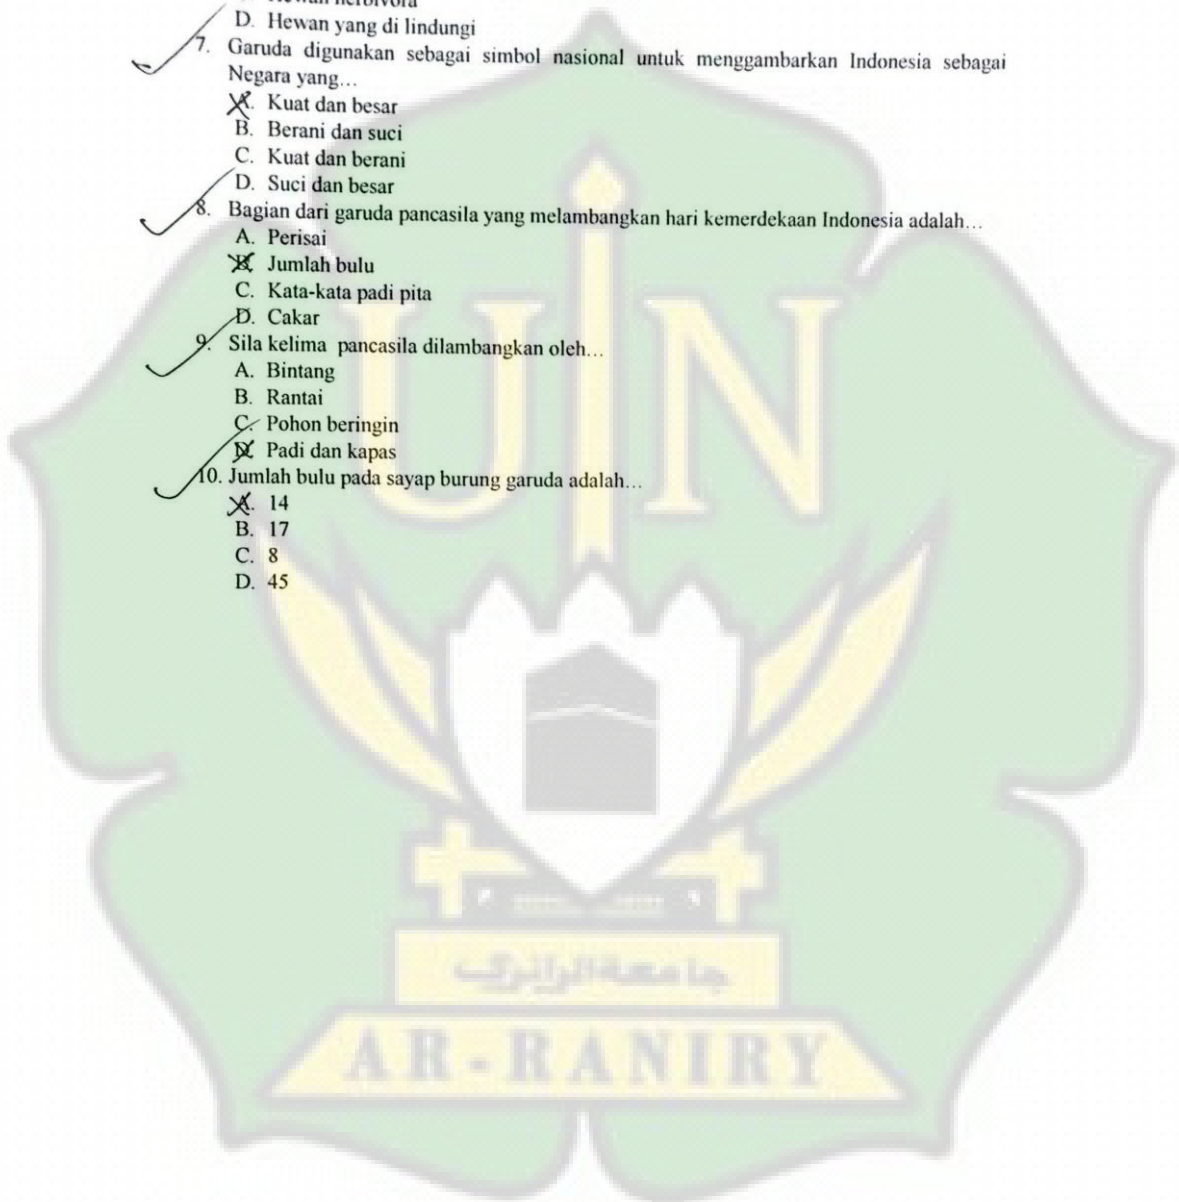 D. Hewan yang di lindungi
7. Garuda digunakan sebagai simbol nasional untuk menggambarkan Indonesia sebagai
Negara yang...
A. Kuat dan besar
B. Berani dan suci
C. Kuat dan berani
D. Suci dan besar
8. Bagian dari garuda pancasila yang melambangkan hari kemerdekaan Indonesia adalah...
A. Perisai
B. Jumlah bulu
C. Kata-kata padi pita
D. Cakar
9. Sila kelima pancasila dilambangkan oleh...
A. Bintang
B. Rantai
C. Pohon beringin
D. Padi dan kapas
10. Jumlah bulu pada sayap burung garuda adalah...
A. 14
B. 17
C. 8
D. 45
UIN
جامعة الرانري
AR-RANIRY